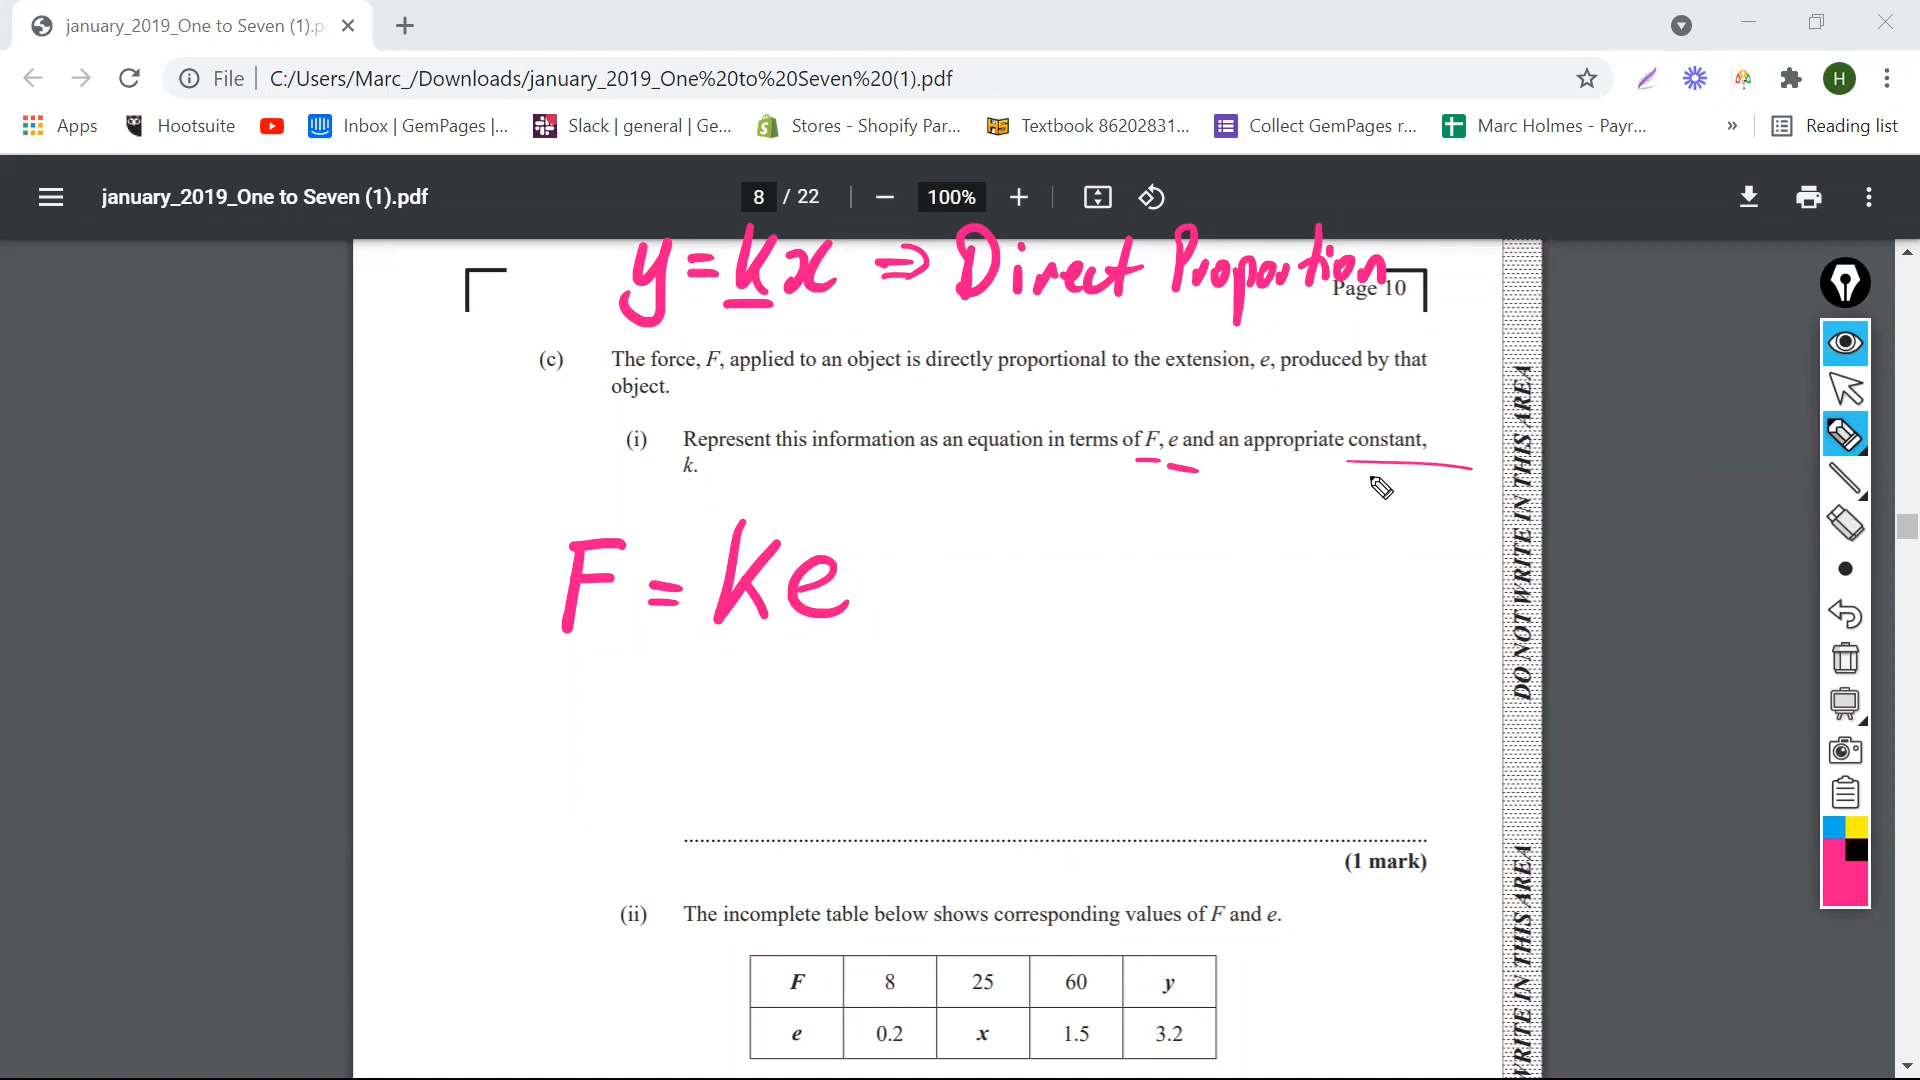 january_2019_One to Seven (1).p
File C:/Users/Marc_/Downloads/january_2019_One%20to%20Seven%20(1).pdf
H
Apps Hootsuite Inbox | GemPages |... Slack | general | Ge... Stores - Shopify Par... Textbook 86202831... Collect GemPages r... Marc Holmes - Payr... » Reading list
january_2019_One to Seven (1).pdf 8 / 22 − 100% +
y = kx ⇒ Direct Proportion
Page 10
(c) The force, F, applied to an object is directly proportional to the extension, e, produced by that
object.
(i) Represent this information as an equation in terms of F, e and an appropriate constant,
k.
F = ke
(1 mark)
(ii) The incomplete table below shows corresponding values of F and e.
F 8 25 60 y
e 0.2 x 1.5 3.2
DO NOT WRITE IN THIS AREA
WRITE IN THIS AREA